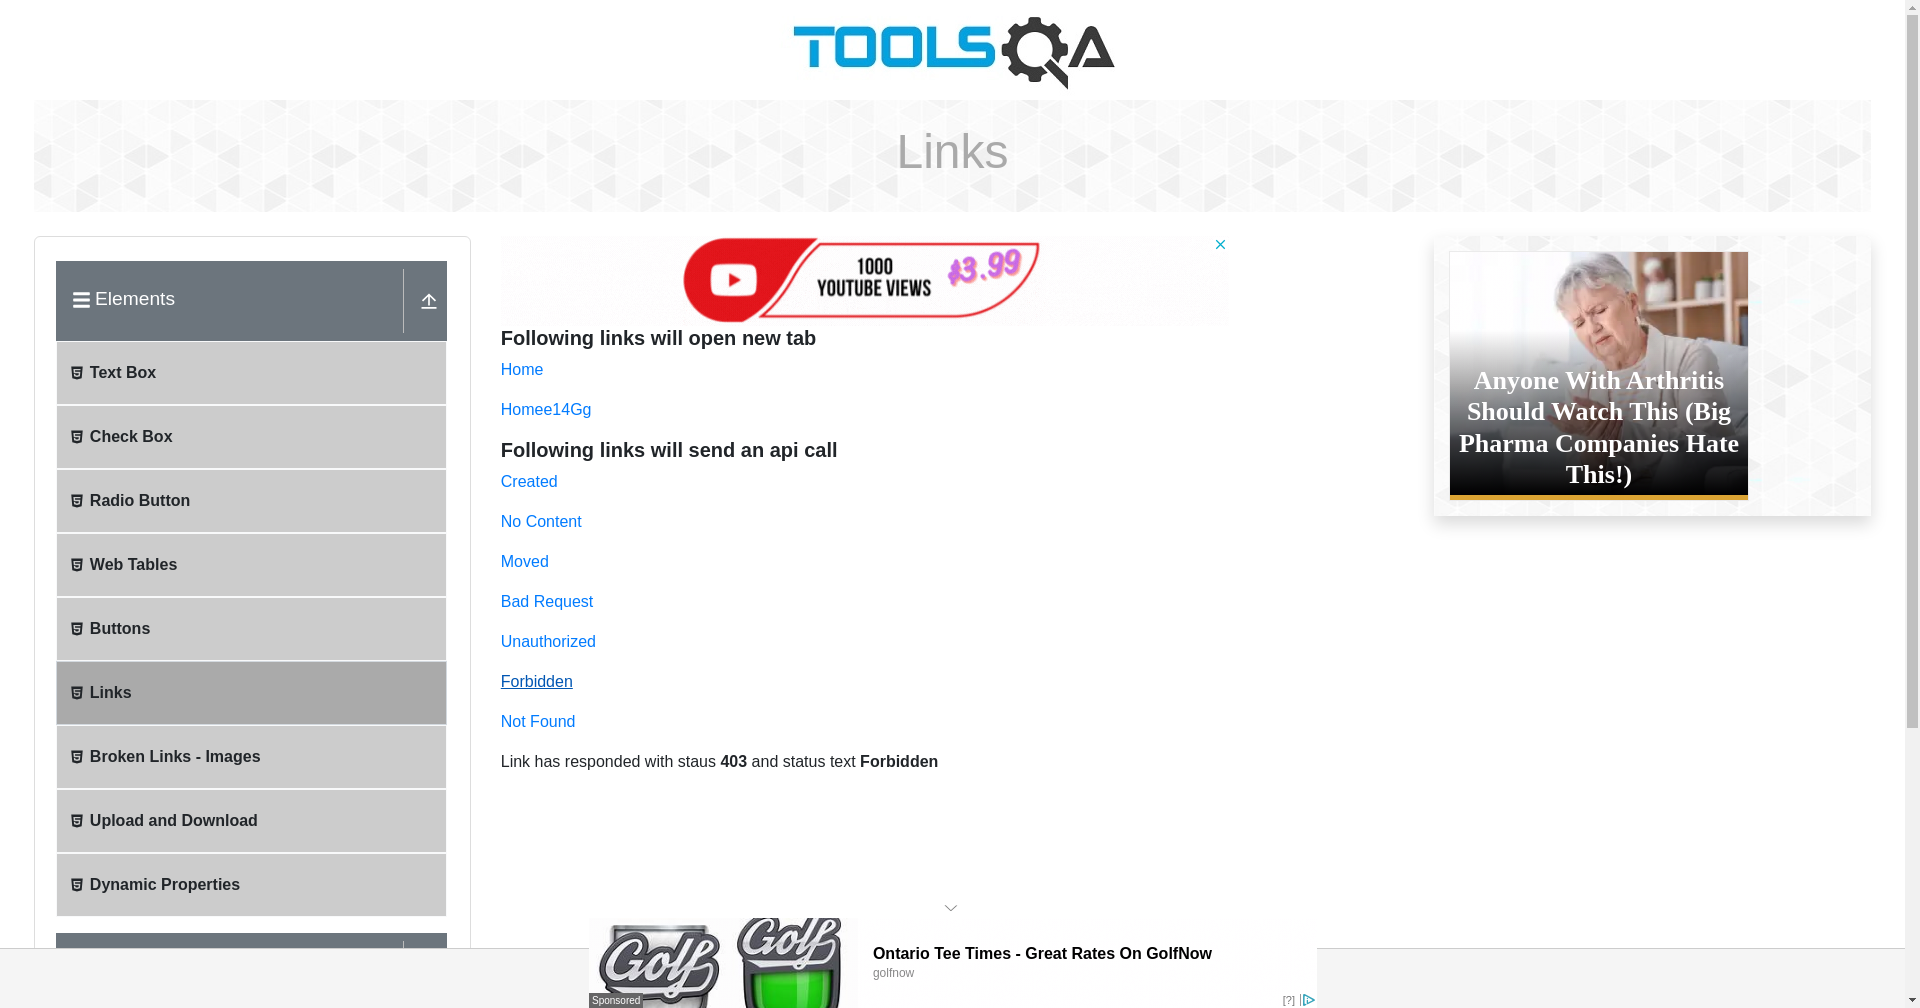 TOOLSQA
Links
Elements
Text Box
Check Box
Radio Button
Web Tables
Buttons
Links
Broken Links - Images
Upload and Download
Dynamic Properties
1000
YOUTUBE VIEWS
$3.99
Following links will open new tab
Home
Homee14Gg
Following links will send an api call
Created
No Content
Moved
Bad Request
Unauthorized
Forbidden
Not Found
Link has responded with staus 403 and status text Forbidden
Anyone With Arthritis
Should Watch This (Big
Pharma Companies Hate
This!)
Golf
Golf
Sponsored
Ontario Tee Times - Great Rates On GolfNow
golfnow
[?]